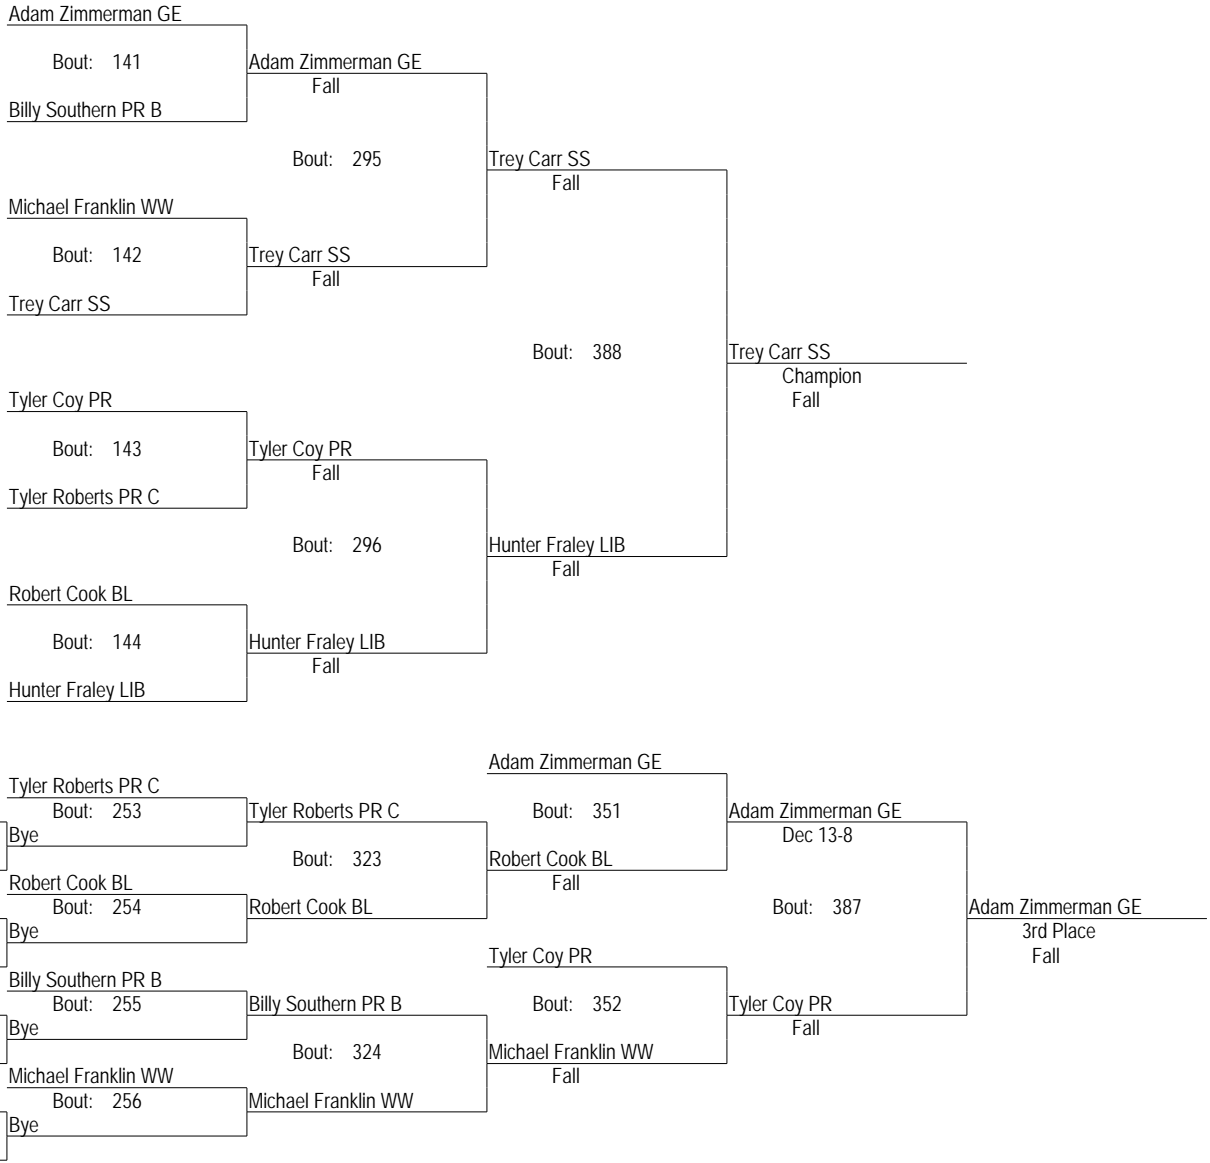 Adam Zimmerman GE
Bout: 141 Adam Zimmerman GE
Fall
Billy Southern PR B
Bout: 295 Trey Carr SS
Fall
Michael Franklin WW
Bout: 142 Trey Carr SS
Fall
Trey Carr SS
Bout: 388 Trey Carr SS
Champion
Fall
Tyler Coy PR
Bout: 143 Tyler Coy PR
Fall
Tyler Roberts PR C
Bout: 296 Hunter Fraley LIB
Fall
Robert Cook BL
Bout: 144 Hunter Fraley LIB
Fall
Hunter Fraley LIB
Adam Zimmerman GE
Tyler Roberts PR C
Bout: 253 Tyler Roberts PR C Bout: 351 Adam Zimmerman GE
Bye Dec 13-8
Bout: 323 Robert Cook BL
Robert Cook BL Fall
Bout: 254 Robert Cook BL Bout: 387 Adam Zimmerman GE
Bye 3rd Place
Tyler Coy PR Fall
Billy Southern PR B
Bout: 255 Billy Southern PR B Bout: 352 Tyler Coy PR
Bye Fall
Bout: 324 Michael Franklin WW
Michael Franklin WW Fall
Bout: 256 Michael Franklin WW
Bye